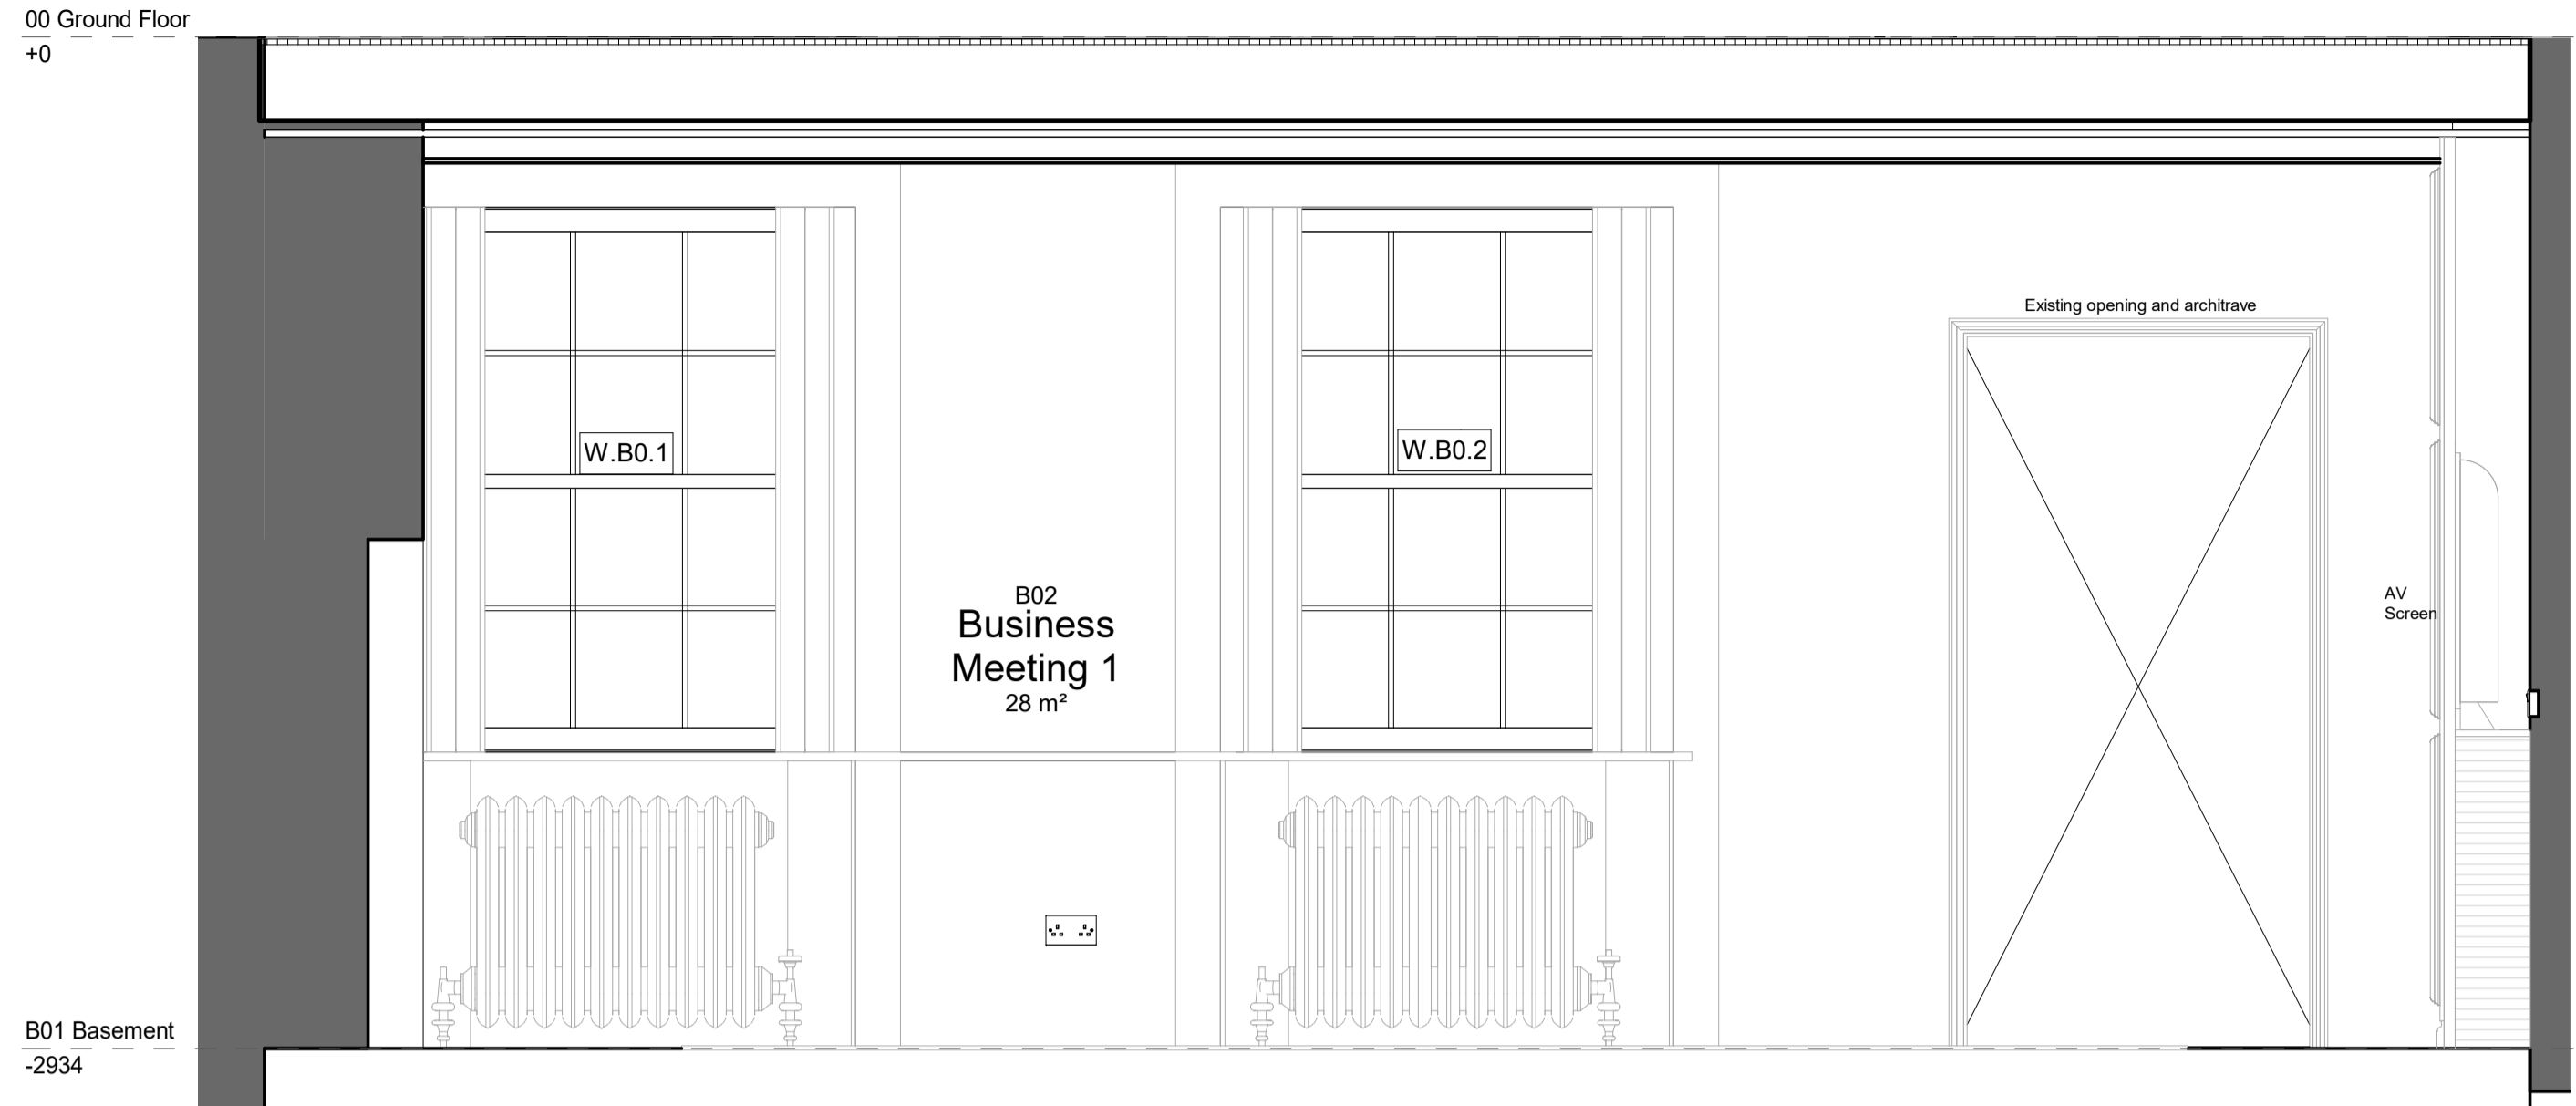 00 Ground Floor
+0
Existing opening and architrave
W.B0.1
W.B0.2
B02
Business
Meeting 1
28 m²
AV
Screen
B01 Basement
-2934